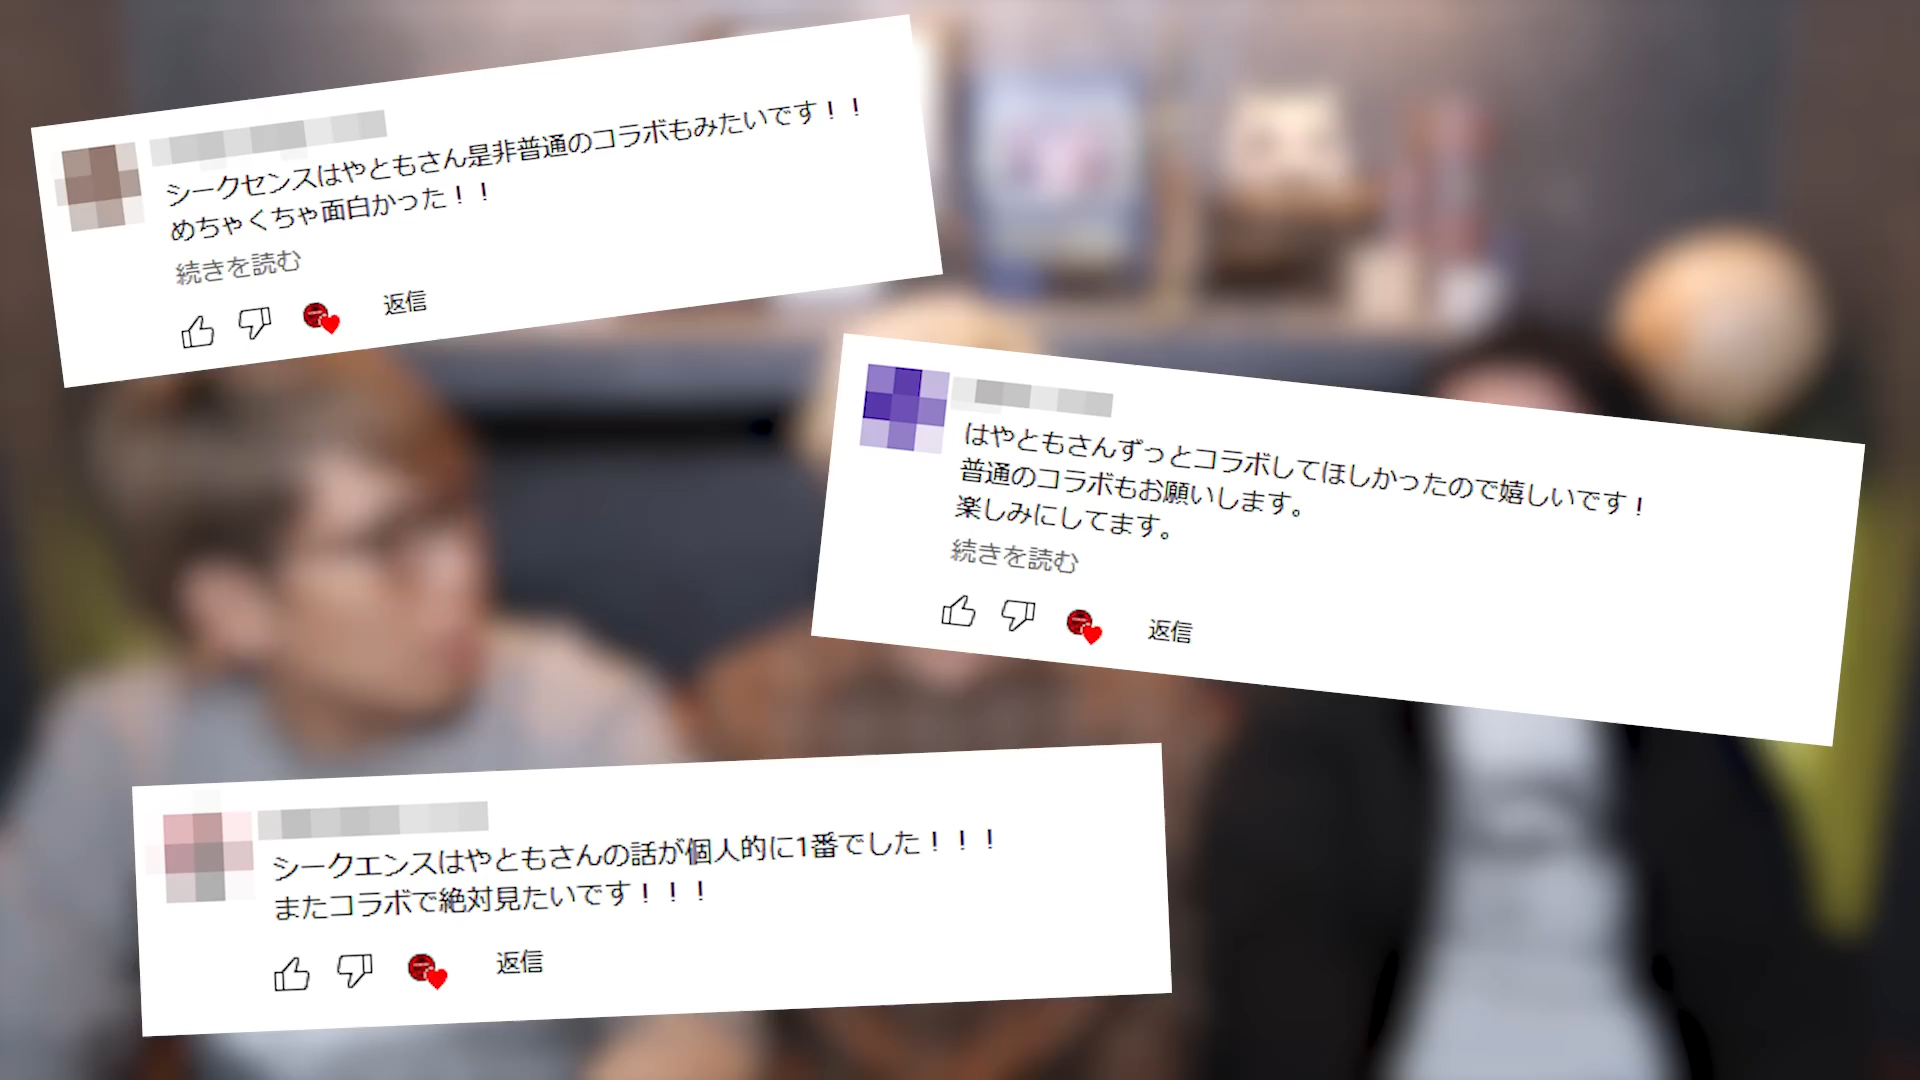 シークセンスはやともさん是非普通のコラボもみたいです！！
めちゃくちゃ面白かった！！
続きを読む
返信
はやともさんずっとコラボしてほしかったので嬉しいです！
普通のコラボもお願いします。
楽しみにしてます。
続きを読む
返信
シークエンスはやともさんの話が個人的に1番でした！！！
またコラボで絶対見たいです！！！
返信